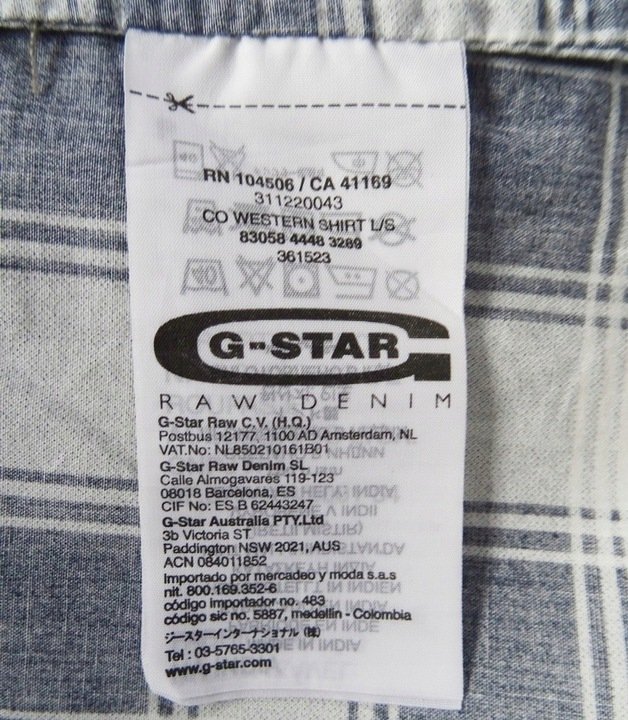 RN 104506 / CA 41169
311220043
CO WESTERN SHIRT L/S
83058 4448 3289
361523
G-STAR
RAW DENIM
G-Star Raw C.V. (H.Q.)
Postbus 12177, 1100 AD Amsterdam, NL
VAT.No: NL850210161B01
G-Star Raw Denim SL
Calle Almogavares 119-123
08018 Barcelona, ES
CIF No: ES B 62443247
G-Star Australia PTY.Ltd
3b Victoria ST
Paddington NSW 2021, AUS
ACN 084011852
Importado por mercadeo y moda s.a.s
nit. 800.169.352-6
código importador no. 483
código sic no. 5887, medellin - Colombia
ジースターインターナショナル (株)
Tel : 03-5765-3301
www.g-star.com